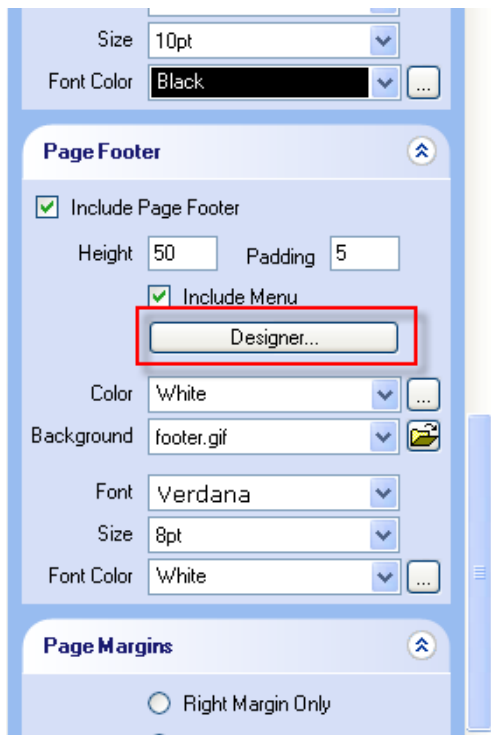 Size 10pt
Font Color Black ...
Page Footer
Include Page Footer
Height 50 Padding 5
Include Menu
Designer...
Color White ...
Background footer.gif
Font Verdana
Size 8pt
Font Color White ...
Page Margins
Right Margin Only